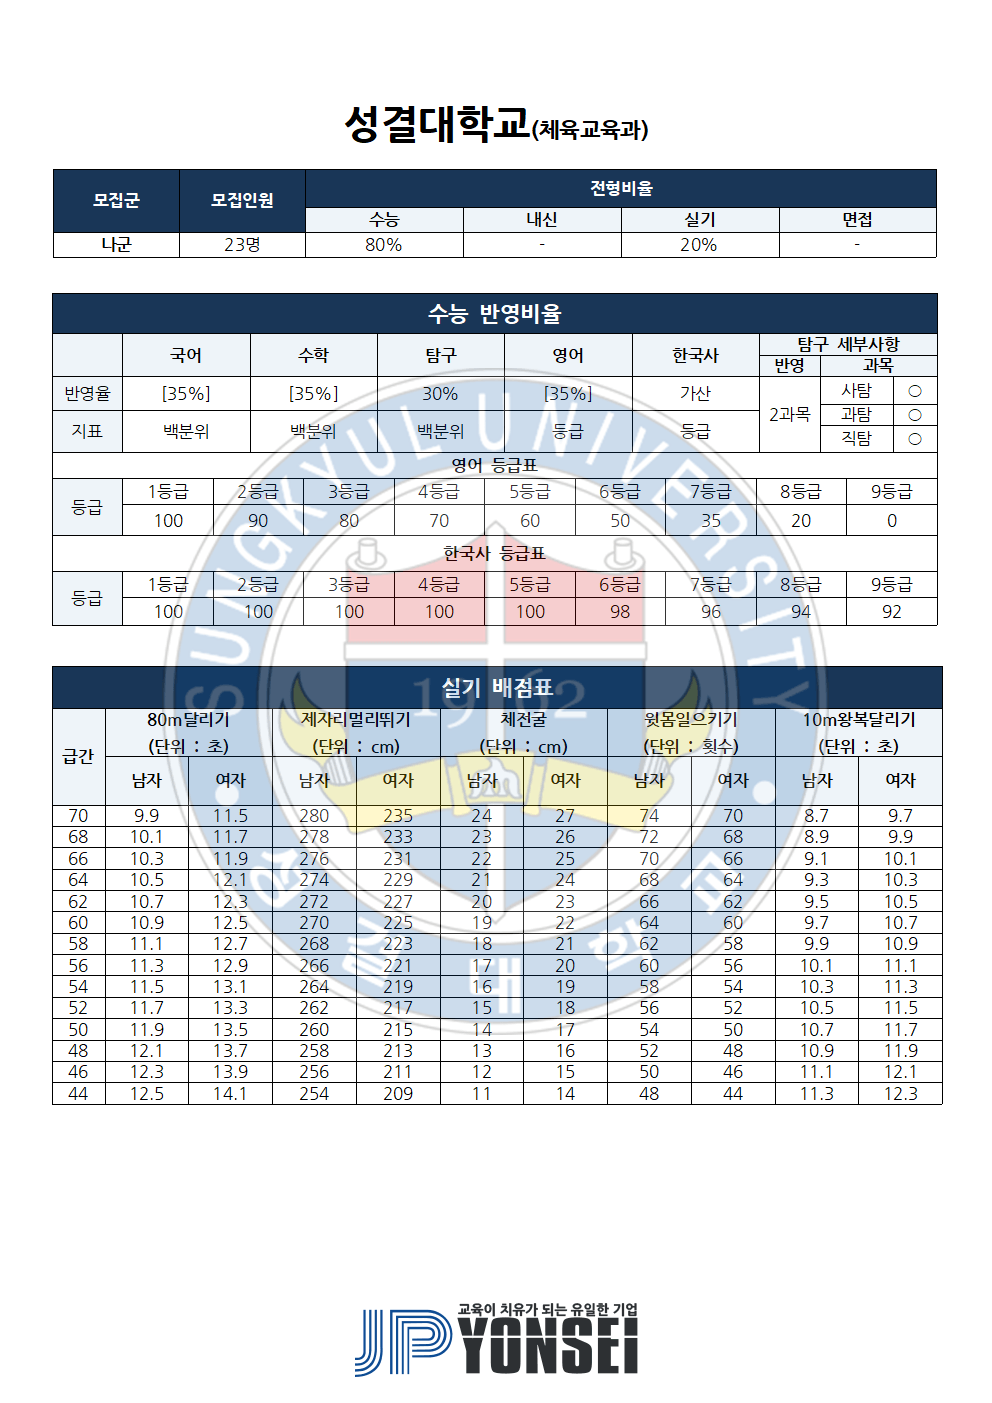 성결대학교(체육교육과)
모집군 모집인원 전형비율
수능 내신 실기 면접
나군 23명 80% - 20% -
수능 반영비율
국어 수학 탐구 영어 한국사 탐구 세부사항
반영 과목
반영율 [35%] [35%] 30% [35%] 가산 2과목 사탐 ○
과탐 ○
지표 백분위 백분위 백분위 등급 등급 직탐 ○
영어 등급표
등급 1등급 2등급 3등급 4등급 5등급 6등급 7등급 8등급 9등급
100 90 80 70 60 50 35 20 0
한국사 등급표
등급 1등급 2등급 3등급 4등급 5등급 6등급 7등급 8등급 9등급
100 100 100 100 100 98 96 94 92
실기 배점표
급간 80m달리기 제자리멀리뛰기 체전굴 윗몸일으키기 10m왕복달리기
(단위 : 초) (단위 : cm) (단위 : cm) (단위 : 횟수) (단위 : 초)
남자 여자 남자 여자 남자 여자 남자 여자 남자 여자
70 9.9 11.5 280 235 24 27 74 70 8.7 9.7
68 10.1 11.7 278 233 23 26 72 68 8.9 9.9
66 10.3 11.9 276 231 22 25 70 66 9.1 10.1
64 10.5 12.1 274 229 21 24 68 64 9.3 10.3
62 10.7 12.3 272 227 20 23 66 62 9.5 10.5
60 10.9 12.5 270 225 19 22 64 60 9.7 10.7
58 11.1 12.7 268 223 18 21 62 58 9.9 10.9
56 11.3 12.9 266 221 17 20 60 56 10.1 11.1
54 11.5 13.1 264 219 16 19 58 54 10.3 11.3
52 11.7 13.3 262 217 15 18 56 52 10.5 11.5
50 11.9 13.5 260 215 14 17 54 50 10.7 11.7
48 12.1 13.7 258 213 13 16 52 48 10.9 11.9
46 12.3 13.9 256 211 12 15 50 46 11.1 12.1
44 12.5 14.1 254 209 11 14 48 44 11.3 12.3
SUNGKYUL UNIVERSITY
1962
성결대학교
교육이 치유가 되는 유일한 기업
JP YONSEI